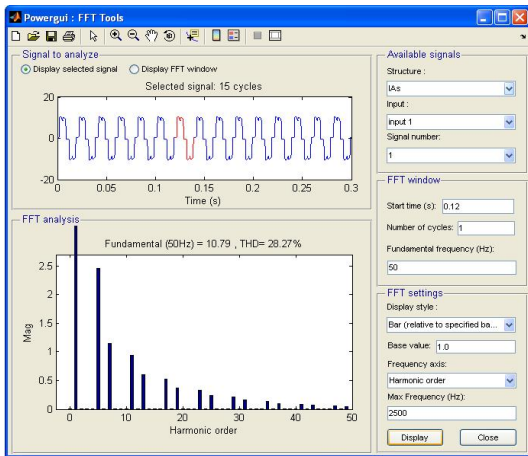 Powergui : FFT Tools
Signal to analyze
Display selected signal
Display FFT window
Selected signal: 15 cycles
20
0
-20
0
0.05
0.1
0.15
0.2
0.25
0.3
Time (s)
FFT analysis
Fundamental (50Hz) = 10.79 , THD= 28.27%
2.5
2
1.5
1
0.5
0
Mag
0
10
20
30
40
50
Harmonic order
Available signals
Structure :
IAs
Input :
input 1
Signal number:
1
FFT window
Start time (s): 0.12
Number of cycles: 1
Fundamental frequency (Hz):
50
FFT settings
Display style :
Bar (relative to specified ba...
Base value: 1.0
Frequency axis:
Harmonic order
Max Frequency (Hz):
2500
Display
Close